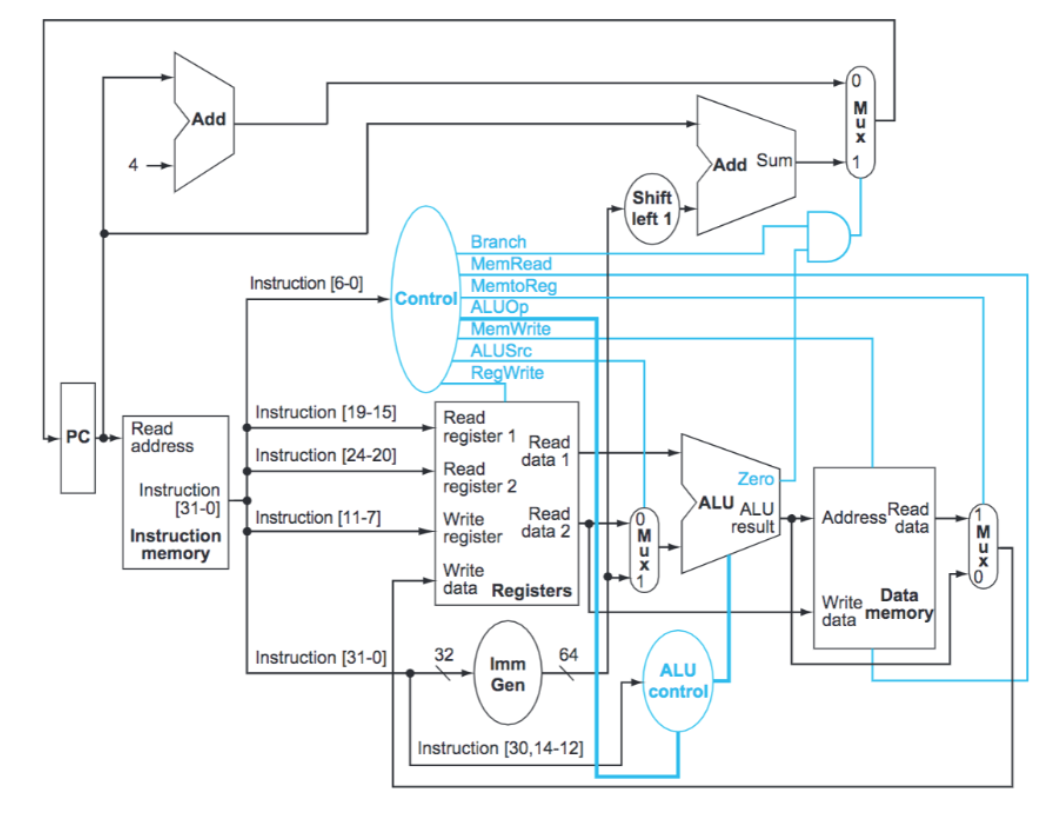 0
M
u
x
1
Add
4
Add Sum
Shift
left 1
Branch
MemRead
MemtoReg
ALUOp
MemWrite
ALUSrc
RegWrite
Instruction [6-0]
Control
PC
Read
address
Instruction
[31-0]
Instruction
memory
Instruction [19-15]
Instruction [24-20]
Instruction [11-7]
Read
register 1
Read
data 1
Read
register 2
Write
register
Read
data 2
Write
data
Registers
0
M
u
x
1
Zero
ALU
ALU
result
Address
Read
data
Write
data
Data
memory
1
M
u
x
0
Instruction [31-0]
32
Imm
Gen
64
ALU
control
Instruction [30,14-12]